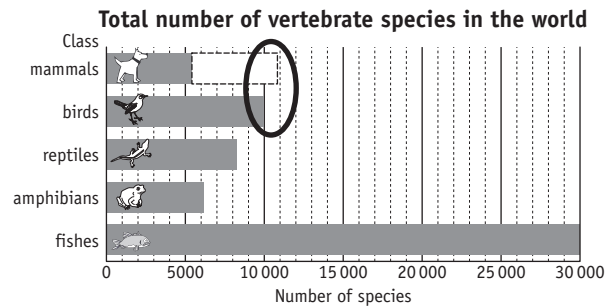 Total number of vertebrate species in the world
Class
mammals
birds
reptiles
amphibians
fishes
0 5000 10 000 15 000 20 000 25 000 30 000
Number of species